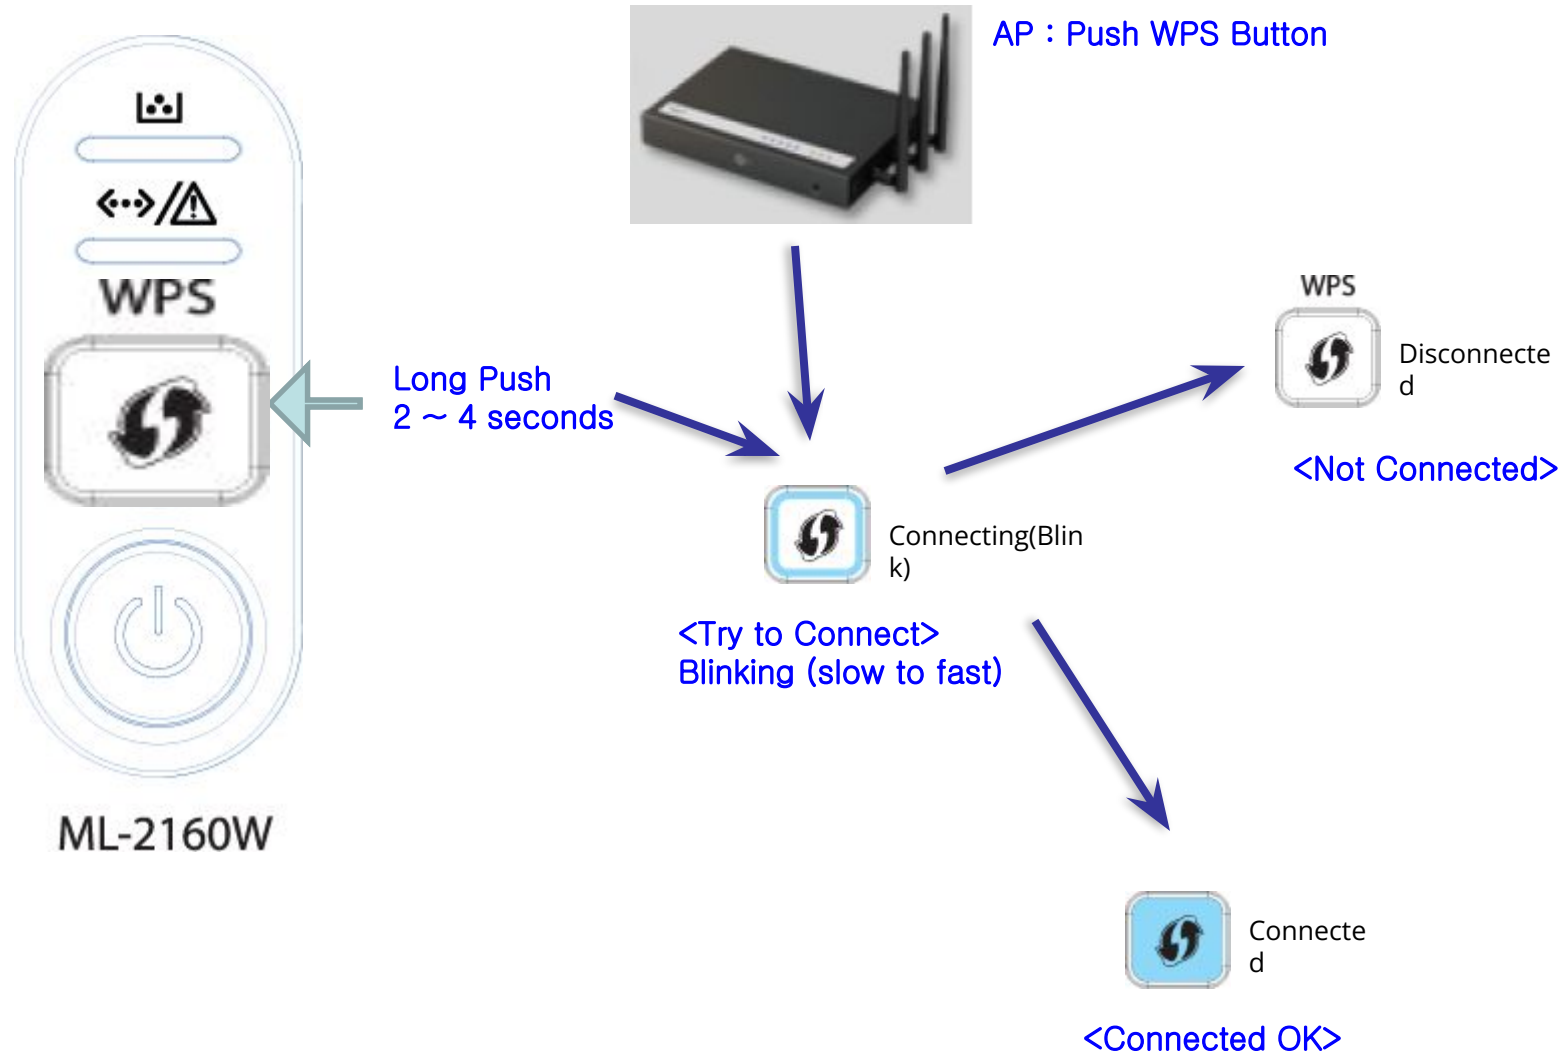 AP : Push WPS Button
WPS
Long Push
2 ~ 4 seconds
ML-2160W
WPS
Disconnecte
d
<Not Connected>
Connecting(Blin
k)
<Try to Connect>
Blinking (slow to fast)
Connecte
d
<Connected OK>